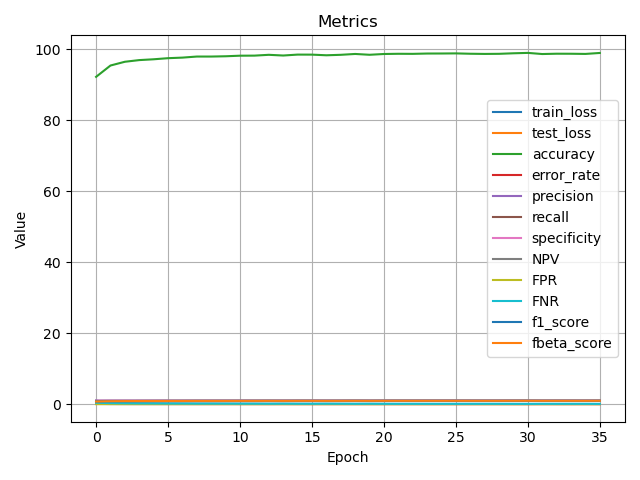 Metrics
100
80
60
40
20
0
Value
train_loss
test_loss
accuracy
error_rate
precision
recall
specificity
NPV
FPR
FNR
f1_score
fbeta_score
0 5 10 15 20 25 30 35
Epoch